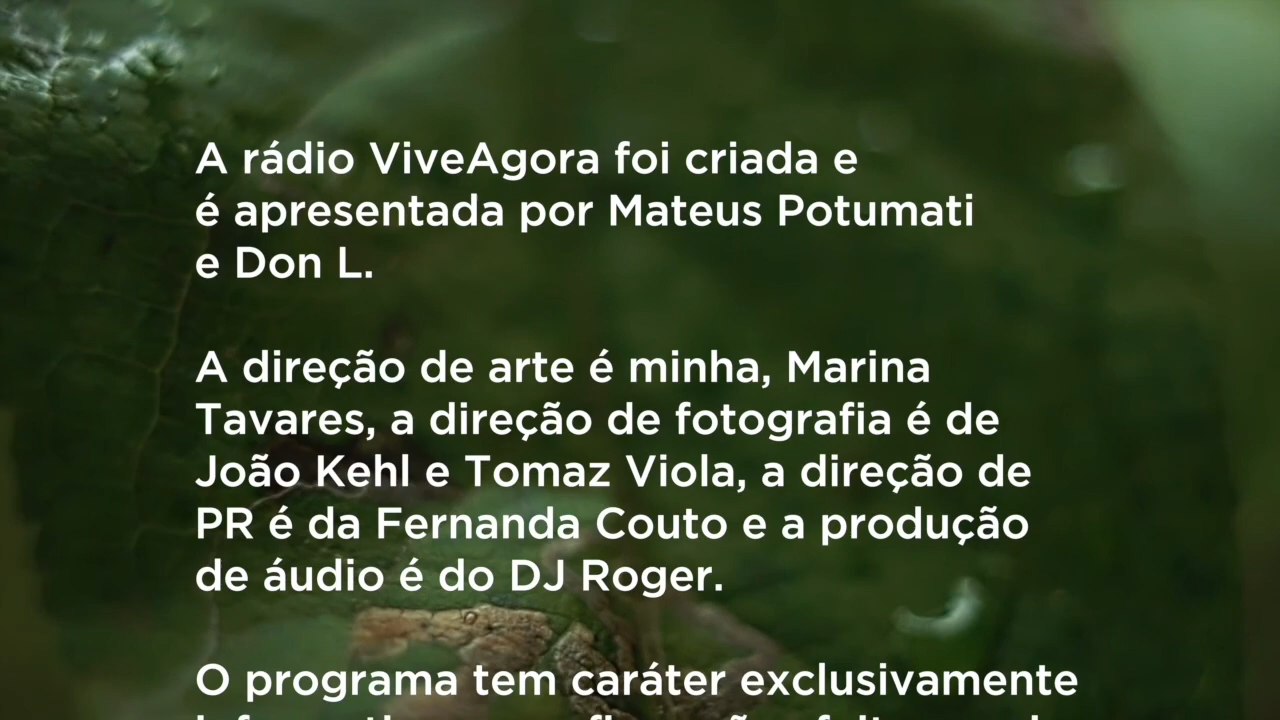 A rádio ViveAgora foi criada e
é apresentada por Mateus Potumati
e Don L.
A direção de arte é minha, Marina
Tavares, a direção de fotografia é de
João Kehl e Tomaz Viola, a direção de
PR é da Fernanda Couto e a produção
de áudio é do DJ Roger.
O programa tem caráter exclusivamente